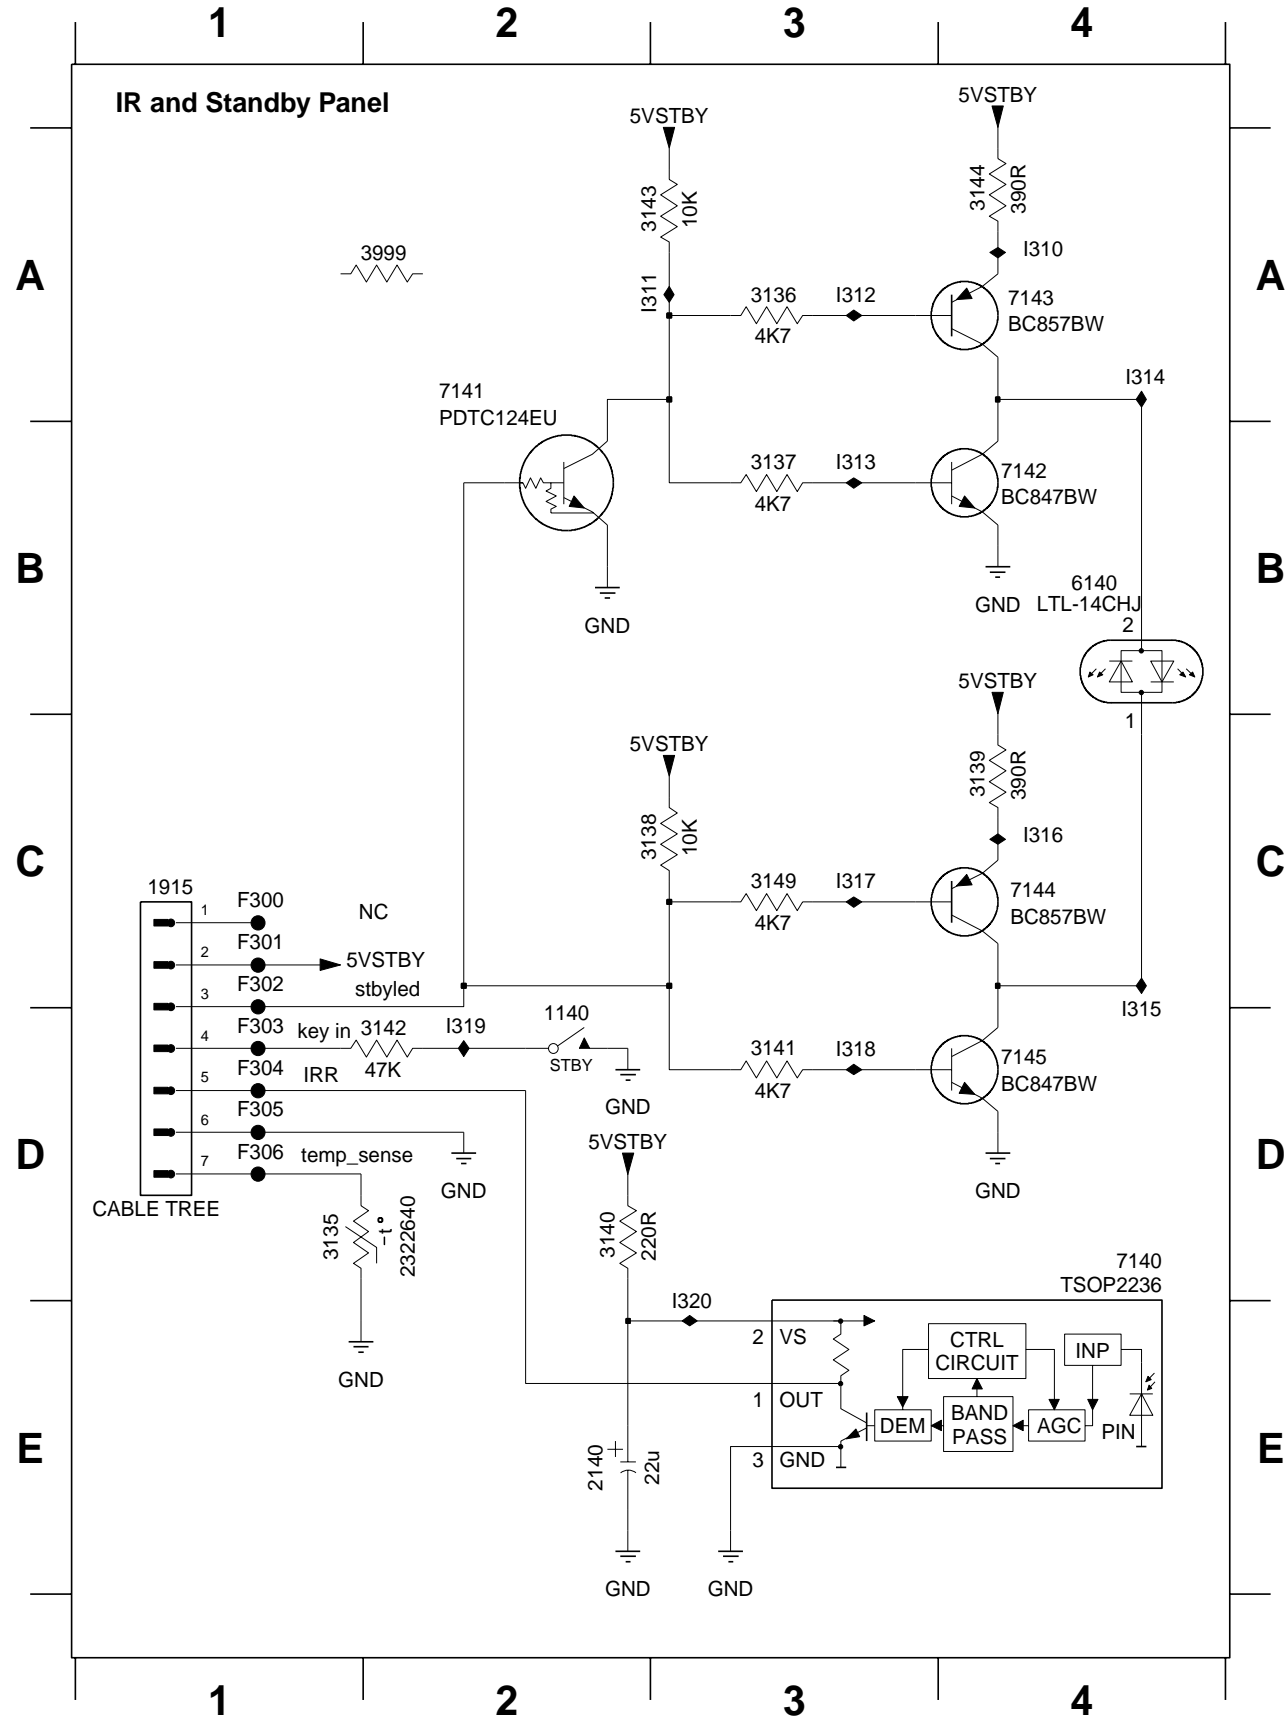 1 2 3 4
IR and Standby Panel
5VSTBY
5VSTBY
3144
390R
3143
10K
I310
3999
A
A
I311
3136
4K7
I312
7143
BC857BW
I314
7141
PDTC124EU
3137
4K7
I313
7142
BC847BW
B
B
GND
GND
6140
LTL-14CHJ
2
1
5VSTBY
5VSTBY
3139
390R
3138
10K
I316
C
C
3149
4K7
I317
7144
BC857BW
1915
1 F300 NC
2 F301 5VSTBY
3 F302 stbyled
4 F303 key in 3142 I319 1140
47K STBY
5 F304 IRR
6 F305
7 F306 temp_sense
CABLE TREE
I315
3141
4K7
I318
7145
BC847BW
GND
5VSTBY
D
D
GND
GND
3135
-t°
2322640
3140
220R
7140
TSOP2236
I320
2 VS
CTRL
CIRCUIT
INP
GND
1 OUT
DEM
BAND
PASS
AGC
PIN
3 GND
E
E
2140
+
22u
GND
GND
1 2 3 4